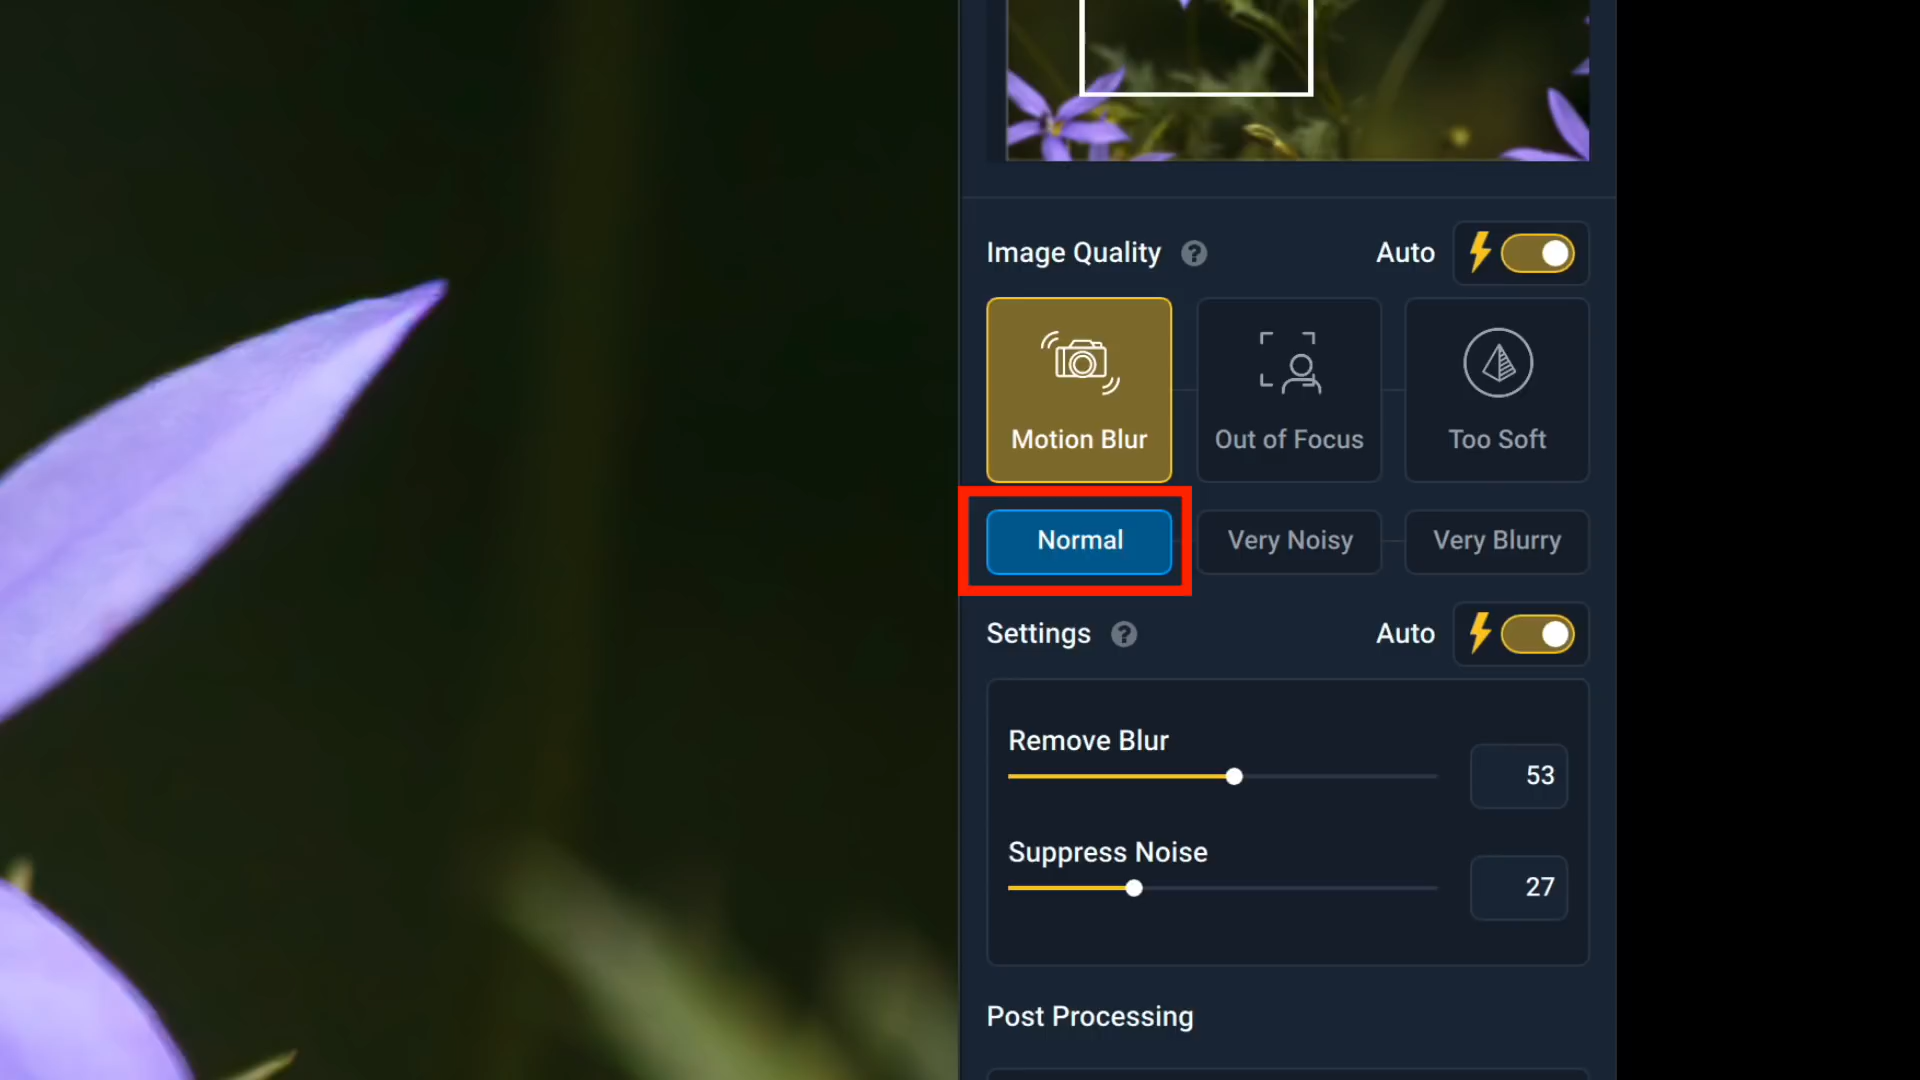 Image Quality ? Auto
Motion Blur Out of Focus Too Soft
Normal Very Noisy Very Blurry
Settings ? Auto
Remove Blur
53
Suppress Noise
27
Post Processing